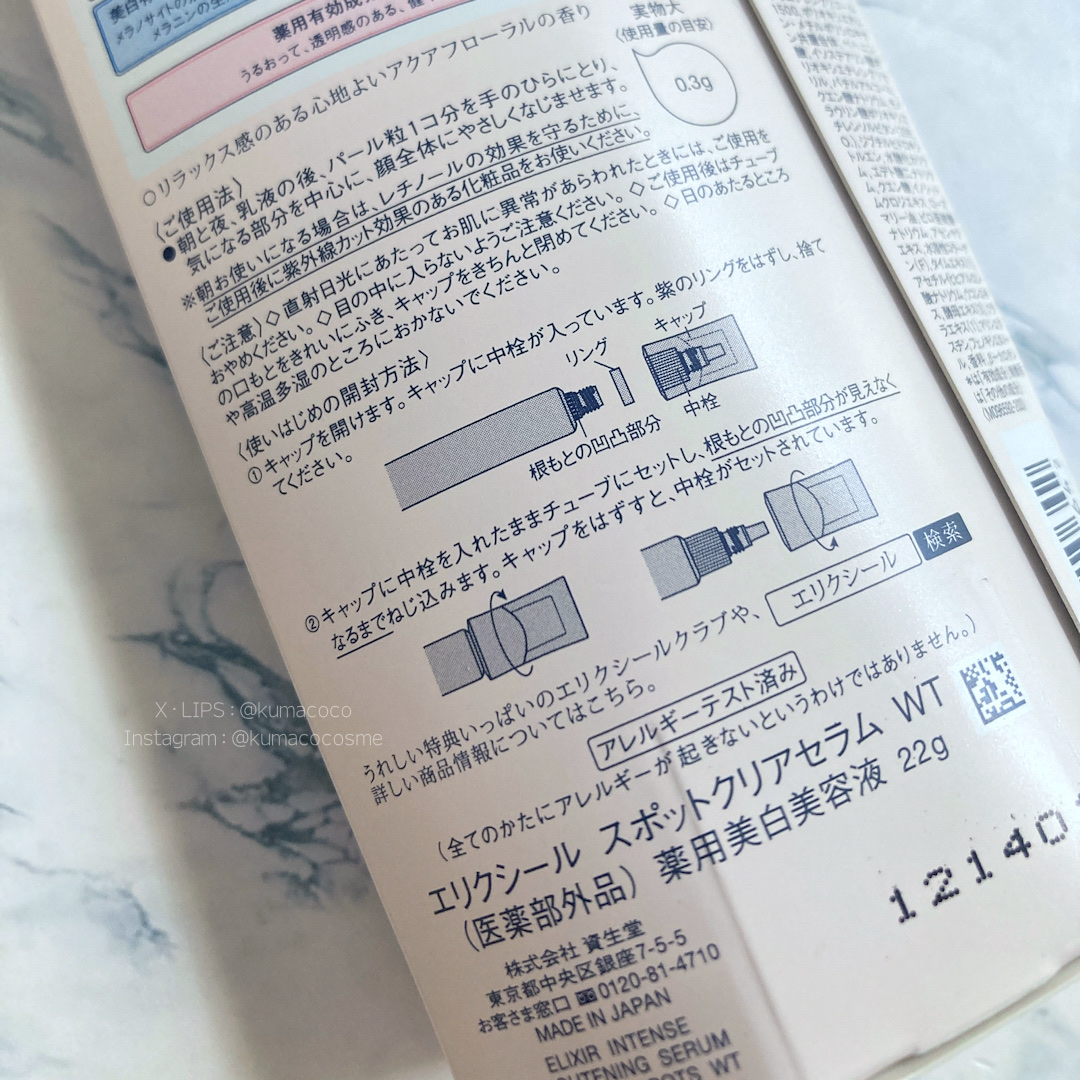 美白有
メラノサイトの
メラニンの生
薬用有効成
うるおって、透明感のある、健
○リラックス感のある心地よいアクアフローラルの香り
実物大
〈使用量の目安〉
0.3g
〈ご使用法〉
●朝と夜、乳液の後、パール粒1コ分を手のひらにとり、
気になる部分を中心に、顔全体にやさしくなじませます。
※朝お使いになる場合は、レチノールの効果を守るために、
ご使用後に紫外線カット効果のある化粧品をお使いください。
〈ご注意〉◇直射日光にあたってお肌に異常があらわれたときには、ご使用を
おやめください。◇目の中に入らないようご注意ください。◇ご使用後はチューブ
の口もとをきれいにふき、キャップをきちんと閉めてください。◇日のあたるところ
や高温多湿のところにおかないでください。
〈使いはじめの開封方法〉
①キャップを開けます。キャップに中栓が入っています。紫のリングをはずし、捨て
てください。
キャップ
リング
中栓
根もとの凹凸部分
②キャップに中栓を入れたままチューブにセットし、根もとの凹凸部分が見えなく
なるまでねじ込みます。キャップをはずすと、中栓がセットされています。
うれしい特典いっぱいのエリクシールクラブや、 エリクシール 検索
詳しい商品情報についてはこちら。
アレルギーテスト済み
(全てのかたにアレルギーが起きないというわけではありません。)
エリクシール スポットクリアセラム WT
(医薬部外品) 薬用美白美容液 22g
12140
株式会社 資生堂
東京都中央区銀座7-5-5
お客さま窓口 0120-81-4710
MADE IN JAPAN
ELIXIR INTENSE
HTENING SERUM
OTS WT
X・LIPS : @kumacoco
Instagram : @kumacocosme